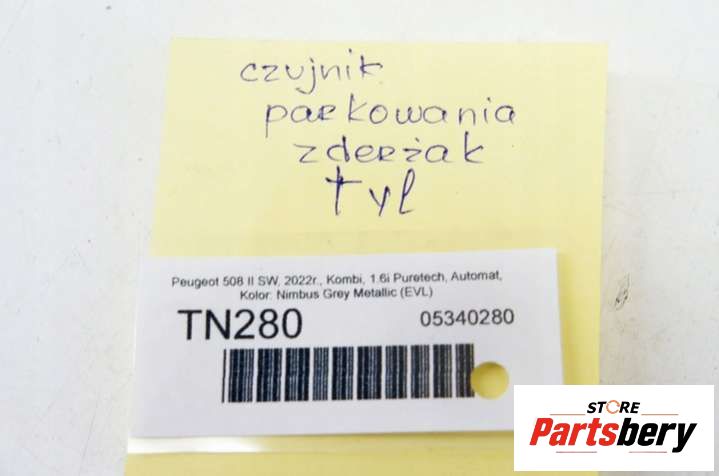 czujnik
parkowania
zderżak
tyl
Peugeot 508 II SW, 2022r., Kombi, 1.6i Puretech, Automat,
Kolor: Nimbus Grey Metallic (EVL)
TN280 05340280
STORE
Partsbery